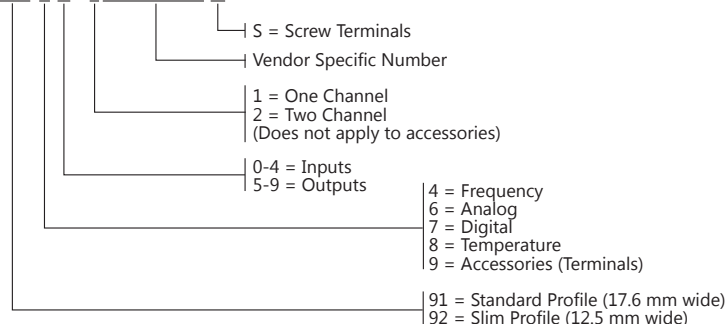 S = Screw Terminals
Vendor Specific Number
1 = One Channel
2 = Two Channel
(Does not apply to accessories)
0-4 = Inputs
5-9 = Outputs
4 = Frequency
6 = Analog
7 = Digital
8 = Temperature
9 = Accessories (Terminals)
91 = Standard Profile (17.6 mm wide)
92 = Slim Profile (12.5 mm wide)